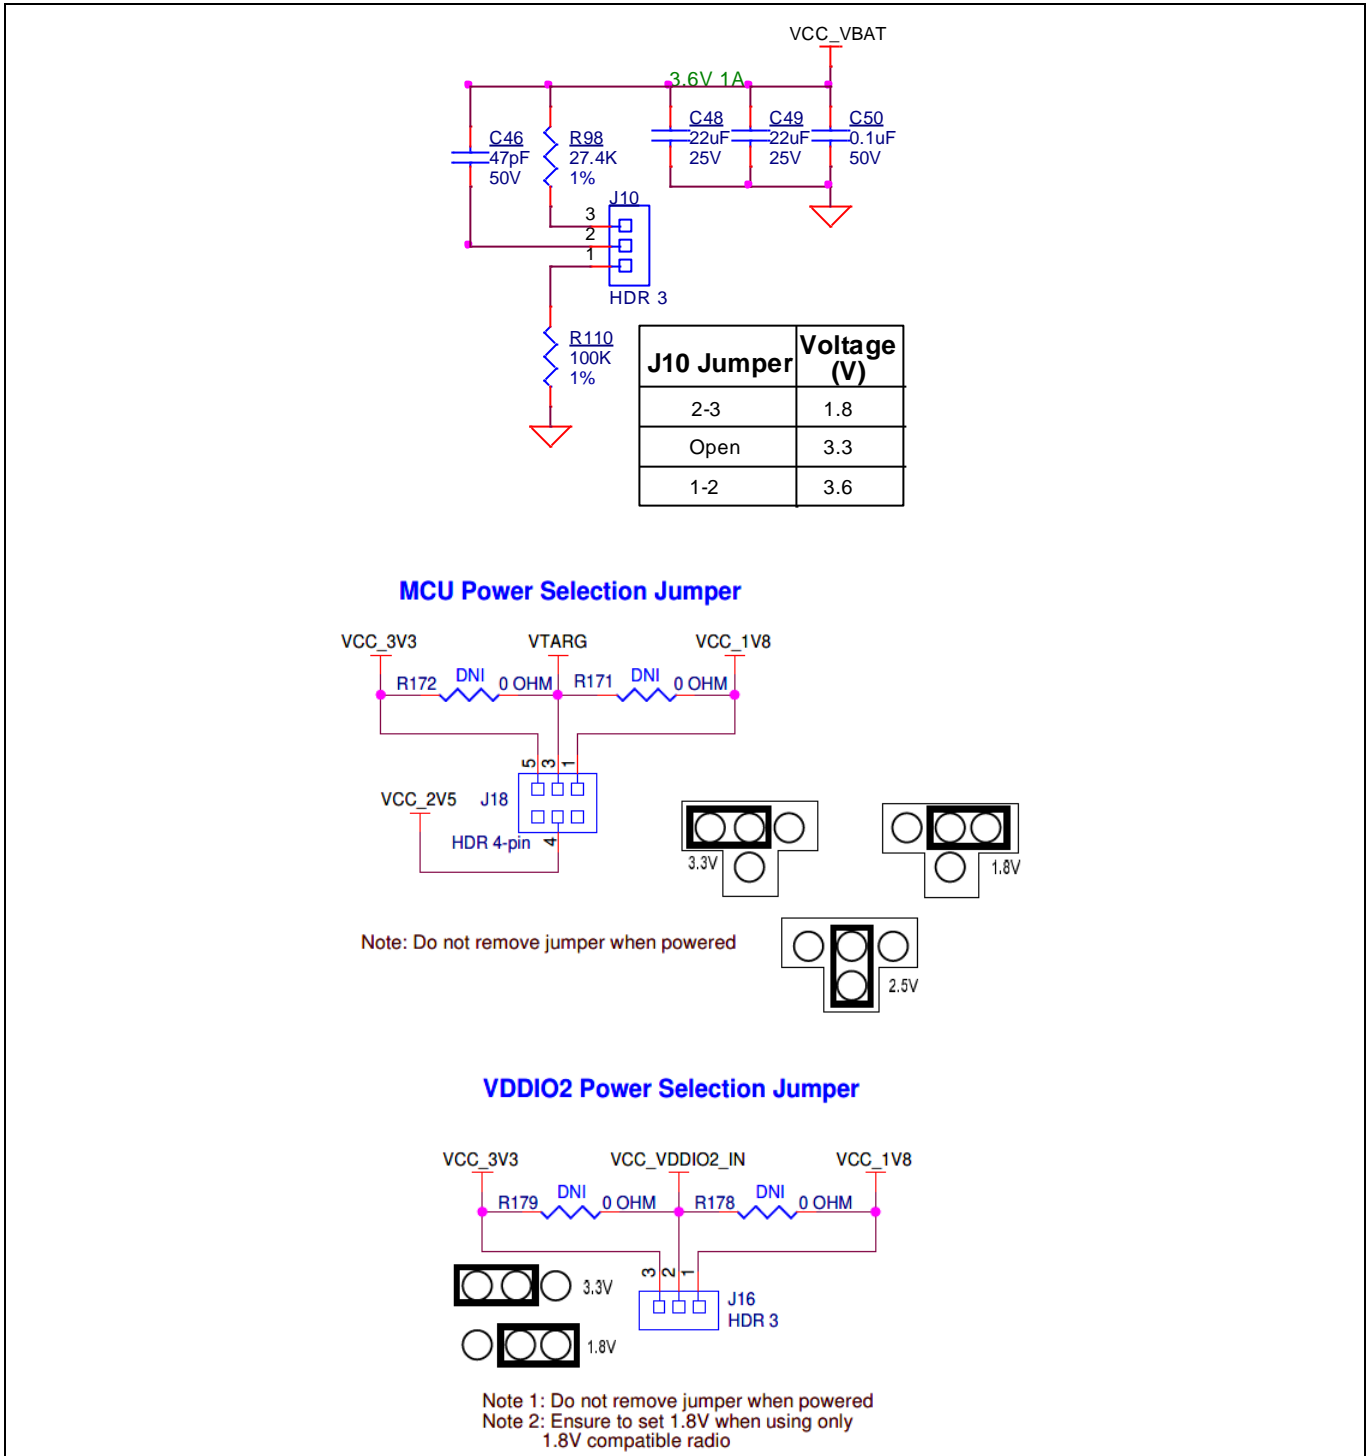 VCC_VBAT
3.6V 1A
C46
47pF
50V
R98
27.4K
1%
C48
22uF
25V
C49
22uF
25V
C50
0.1uF
50V
J10
3
2
1
HDR 3
R110
100K
1%
J10 Jumper Voltage (V)
2-3 1.8
Open 3.3
1-2 3.6
MCU Power Selection Jumper
VCC_3V3 VTARG VCC_1V8
R172 DNI 0 OHM R171 DNI 0 OHM
5 3 1
VCC_2V5 J18
HDR 4-pin 4
3.3V
1.8V
Note: Do not remove jumper when powered
2.5V
VDDIO2 Power Selection Jumper
VCC_3V3 VCC_VDDIO2_IN VCC_1V8
R179 DNI 0 OHM R178 DNI 0 OHM
3 2 1
3.3V
J16
HDR 3
1.8V
Note 1: Do not remove jumper when powered
Note 2: Ensure to set 1.8V when using only
1.8V compatible radio